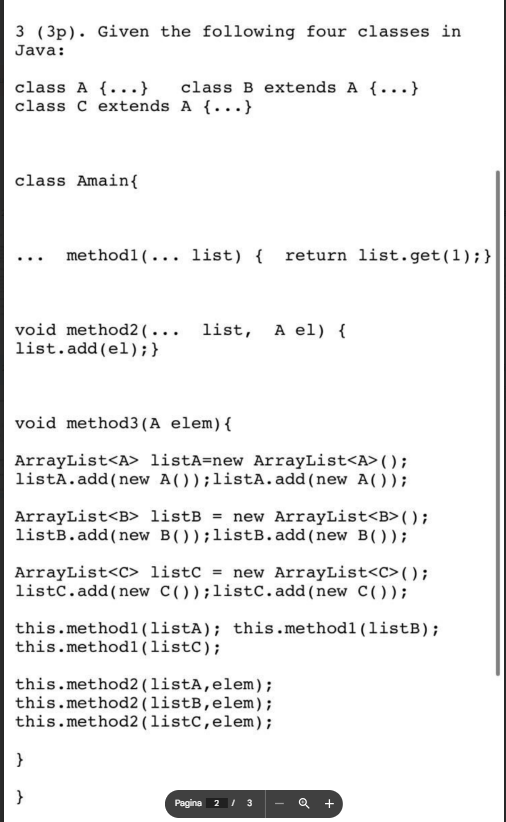 3 (3p). Given the following four classes in
Java:
class A {...}   class B extends A {...}
class C extends A {...}
class Amain{
...  method1(... list) {  return list.get(1);}
void method2(...  list,  A el) {
list.add(el);}
void method3(A elem){
ArrayList<A> listA=new ArrayList<A>();
listA.add(new A());listA.add(new A());
ArrayList<B> listB = new ArrayList<B>();
listB.add(new B());listB.add(new B());
ArrayList<C> listC = new ArrayList<C>();
listC.add(new C());listC.add(new C());
this.method1(listA); this.method1(listB);
this.method1(listC);
this.method2(listA,elem);
this.method2(listB,elem);
this.method2(listC,elem);
}
}
Pagina 2 / 3 — +